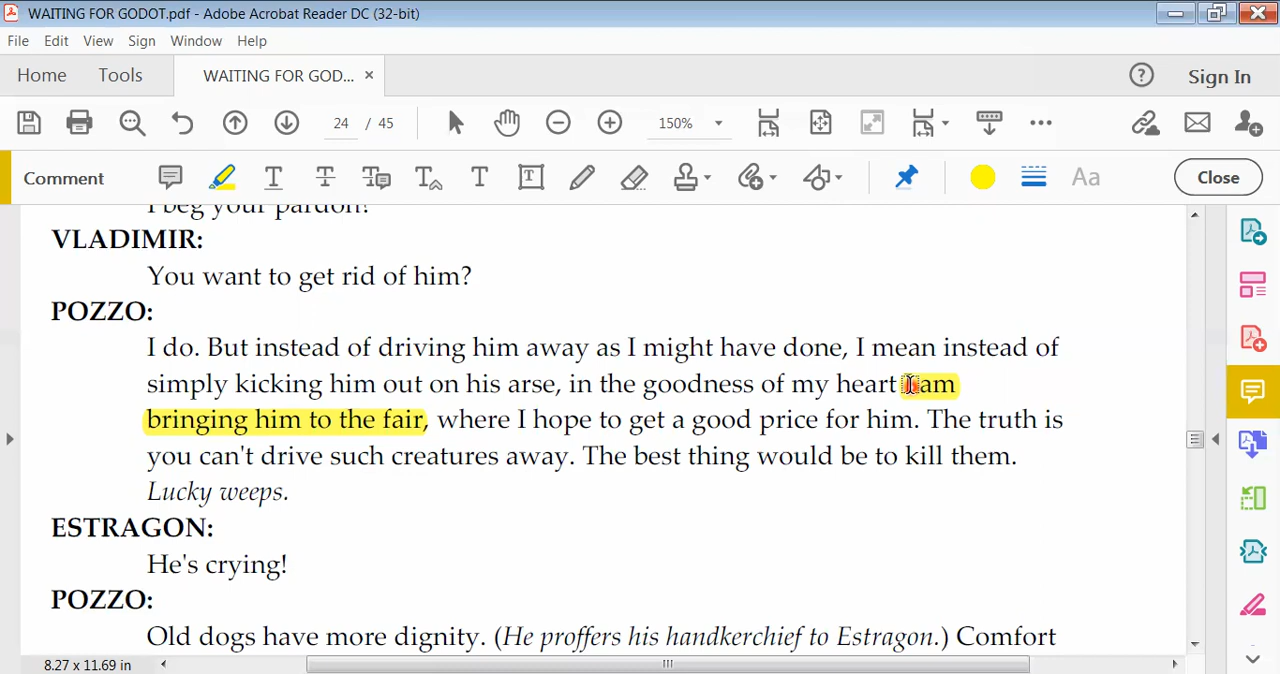 WAITING FOR GODOT.pdf - Adobe Acrobat Reader DC (32-bit)
File Edit View Sign Window Help
Home Tools WAITING FOR GOD... × Sign In
24 / 45 150%
Comment Aa Close
I beg your pardon?
VLADIMIR:
You want to get rid of him?
POZZO:
I do. But instead of driving him away as I might have done, I mean instead of
simply kicking him out on his arse, in the goodness of my heart I am
bringing him to the fair, where I hope to get a good price for him. The truth is
you can't drive such creatures away. The best thing would be to kill them.
Lucky weeps.
ESTRAGON:
He's crying!
POZZO:
Old dogs have more dignity. (He proffers his handkerchief to Estragon.) Comfort
8.27 x 11.69 in